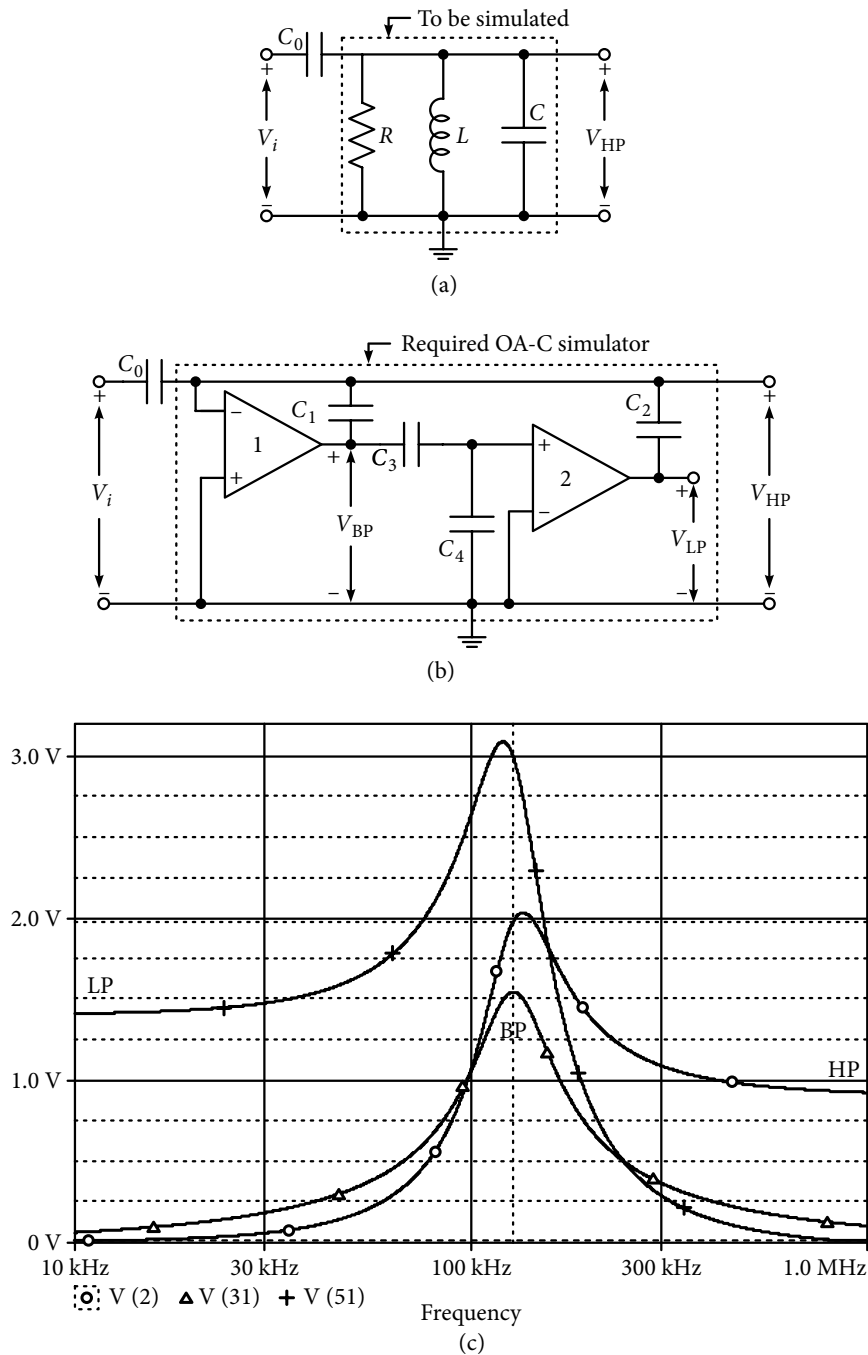 To be simulated
C0
+
+
Vi
R
L
C
VHP
−
−
(a)
Required OA-C simulator
C0
+
−
1
+
C1
+
C3
+
2
−
C2
+
+
Vi
VBP
C4
VLP
VHP
−
−
−
−
(b)
3.0 V
2.0 V
LP
BP
1.0 V
HP
0 V
10 kHz
30 kHz
100 kHz
300 kHz
1.0 MHz
V (2)
V (31)
V (51)
Frequency
(c)